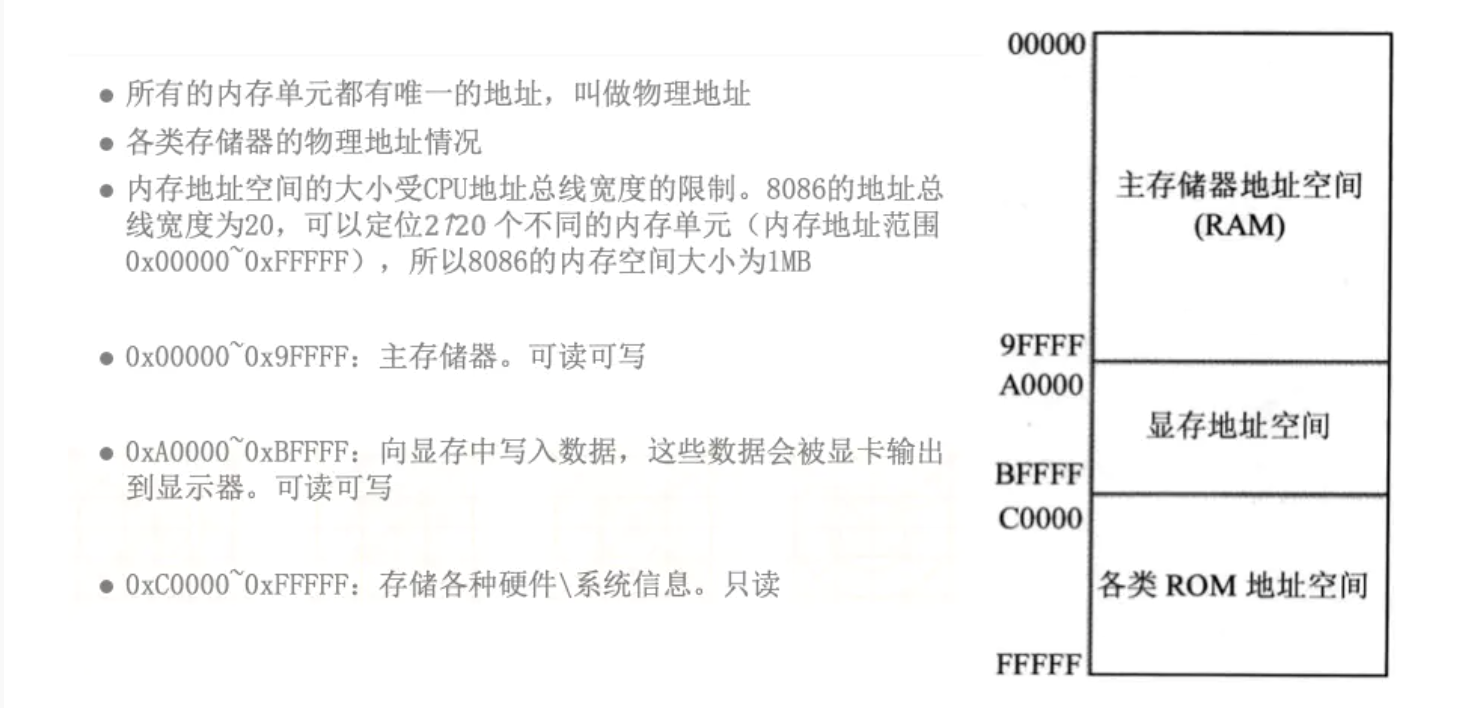 ● 所有的内存单元都有唯一的地址，叫做物理地址
● 各类存储器的物理地址情况
● 内存地址空间的大小受CPU地址总线宽度的限制。8086的地址总
线宽度为20，可以定位2↑20 个不同的内存单元（内存地址范围
0x00000~0xFFFFF），所以8086的内存空间大小为1MB
● 0x00000~0x9FFFF：主存储器。可读可写
● 0xA0000~0xBFFFF：向显存中写入数据，这些数据会被显卡输出
到显示器。可读可写
● 0xC0000~0xFFFFF：存储各种硬件\系统信息。只读
00000
主存储器地址空间
(RAM)
9FFFF
A0000
显存地址空间
BFFFF
C0000
各类 ROM 地址空间
FFFFF